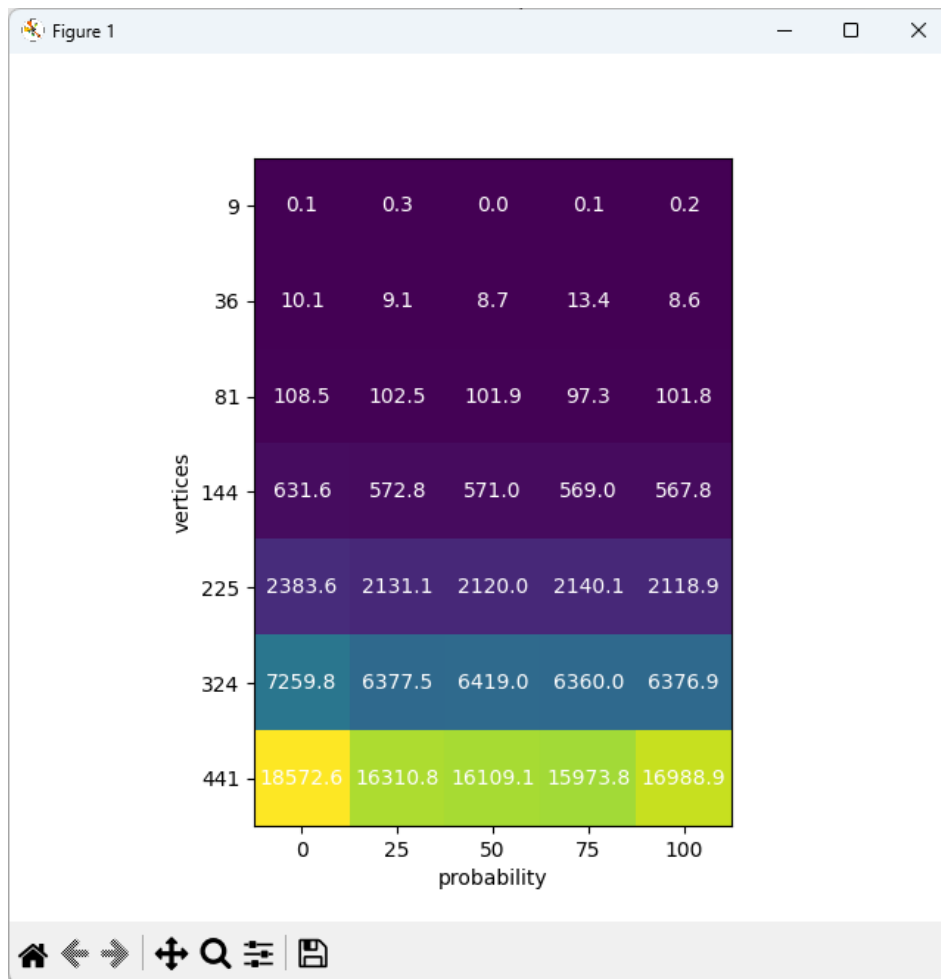 Figure 1
9 0.1 0.3 0.0 0.1 0.2
36 10.1 9.1 8.7 13.4 8.6
81 108.5 102.5 101.9 97.3 101.8
vertices
144 631.6 572.8 571.0 569.0 567.8
225 2383.6 2131.1 2120.0 2140.1 2118.9
324 7259.8 6377.5 6419.0 6360.0 6376.9
441 18572.6 16310.8 16109.1 15973.8 16988.9
0 25 50 75 100
probability